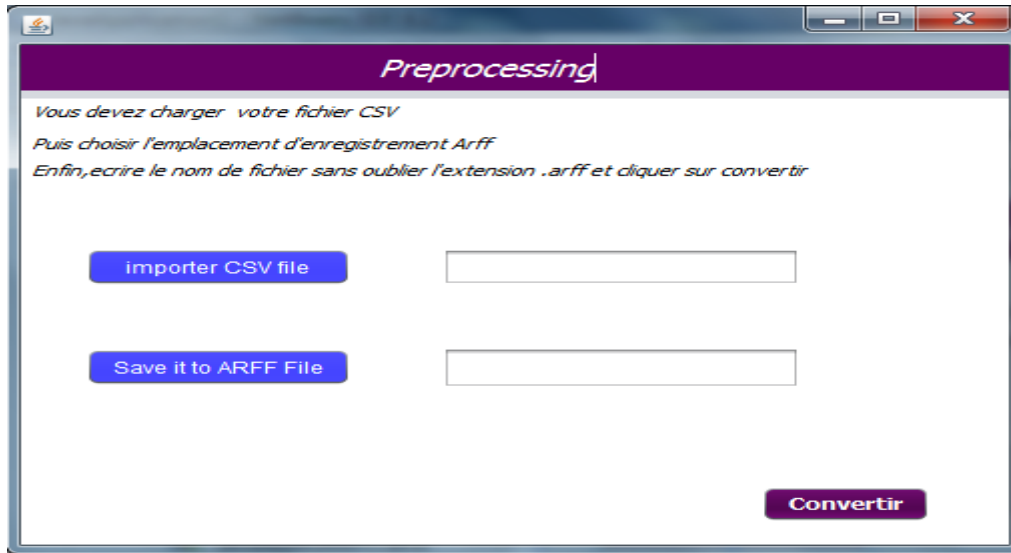 Preprocessing
Vous devez charger votre fichier CSV
Puis choisir l'emplacement d'enregistrement Arff
Enfin,ecrire le nom de fichier sans oublier l'extension .arff et cliquer sur convertir
importer CSV file
Save it to ARFF File
Convertir